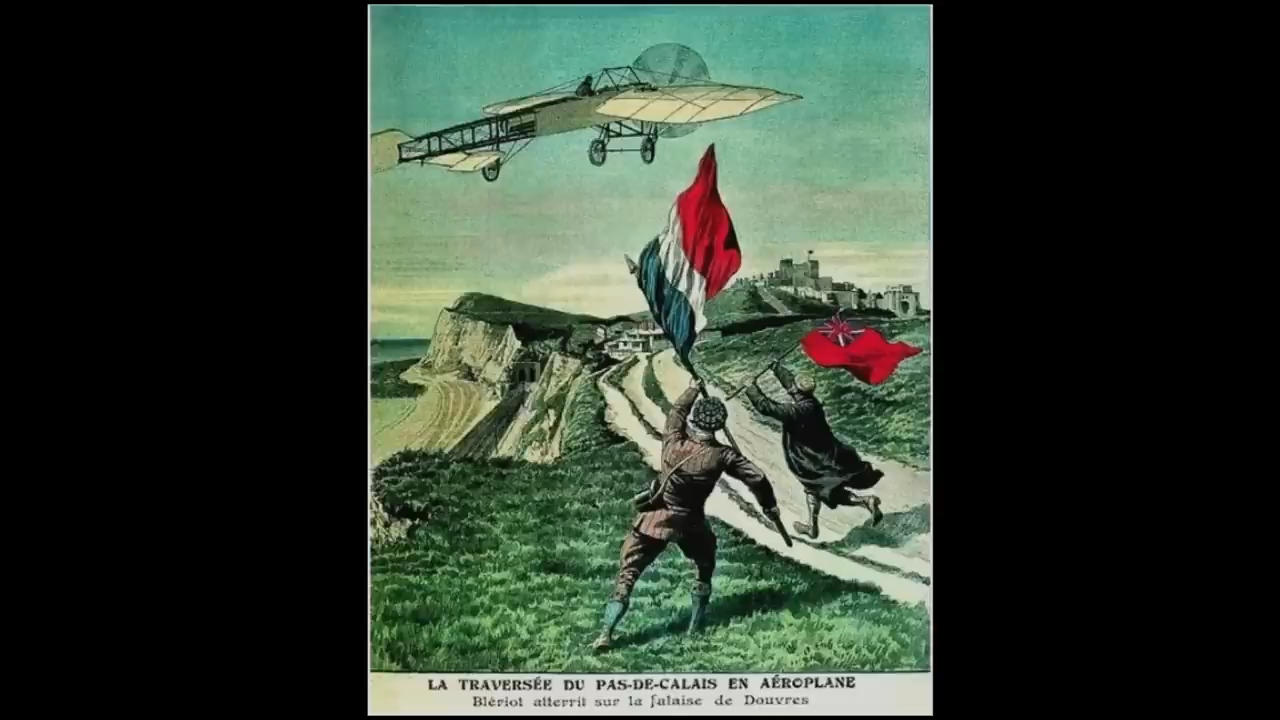 LA TRAVERSÉE DU PAS-DE-CALAIS EN AÉROPLANE
Blériot atterrit sur la falaise de Douvres